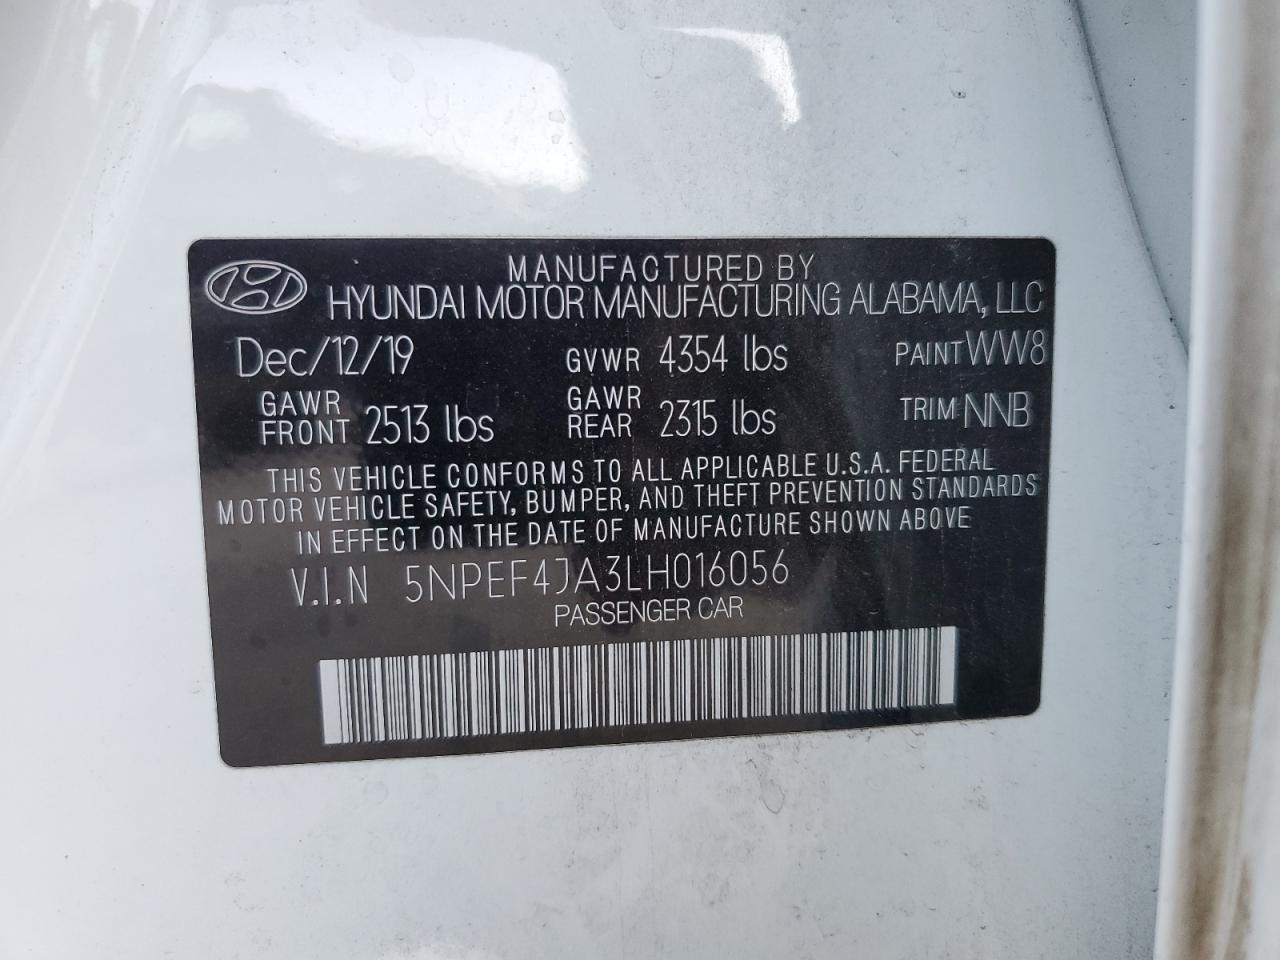 MANUFACTURED BY
HYUNDAI MOTOR MANUFACTURING ALABAMA, LLC
Dec/12/19 GVWR 4354 lbs PAINT WW8
GAWR FRONT 2513 lbs GAWR REAR 2315 lbs TRIM NNB
THIS VEHICLE CONFORMS TO ALL APPLICABLE U.S.A. FEDERAL
MOTOR VEHICLE SAFETY, BUMPER, AND THEFT PREVENTION STANDARDS
IN EFFECT ON THE DATE OF MANUFACTURE SHOWN ABOVE
V.I.N 5NPEF4JA3LH016056
PASSENGER CAR